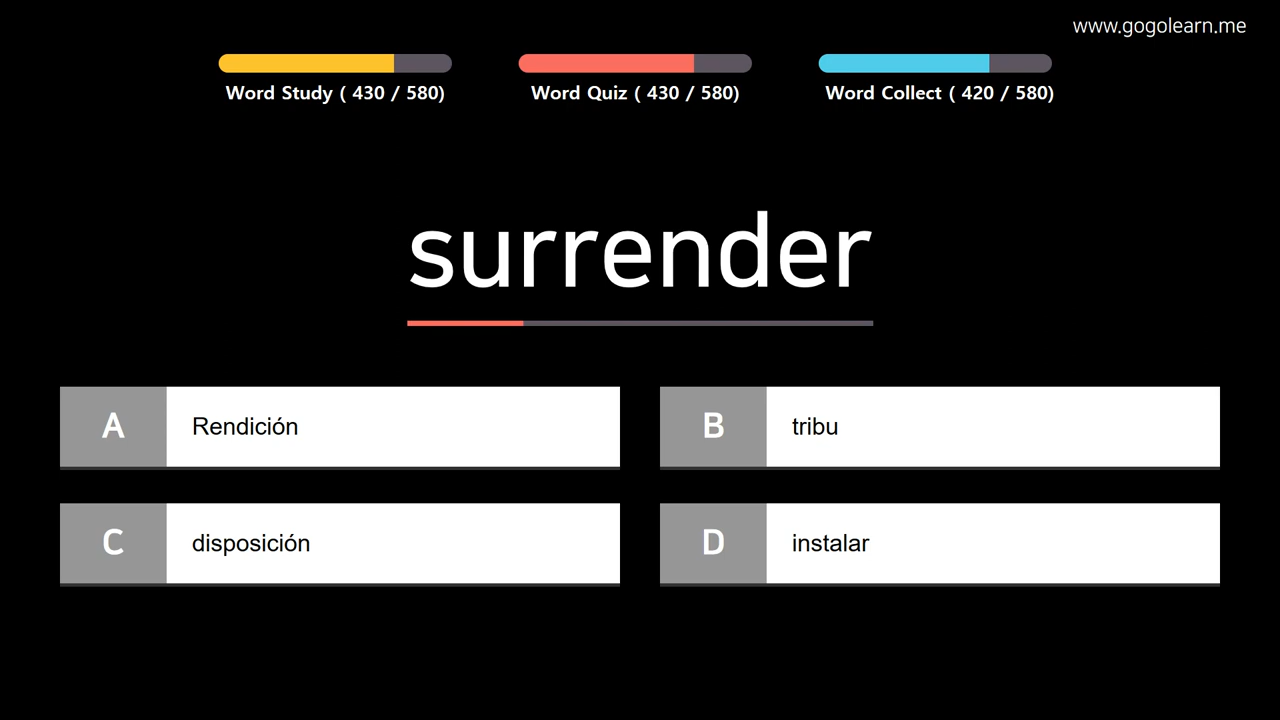 www.gogolearn.me
Word Study ( 430 / 580)
Word Quiz ( 430 / 580)
Word Collect ( 420 / 580)
surrender
A
Rendición
B
tribu
C
disposición
D
instalar